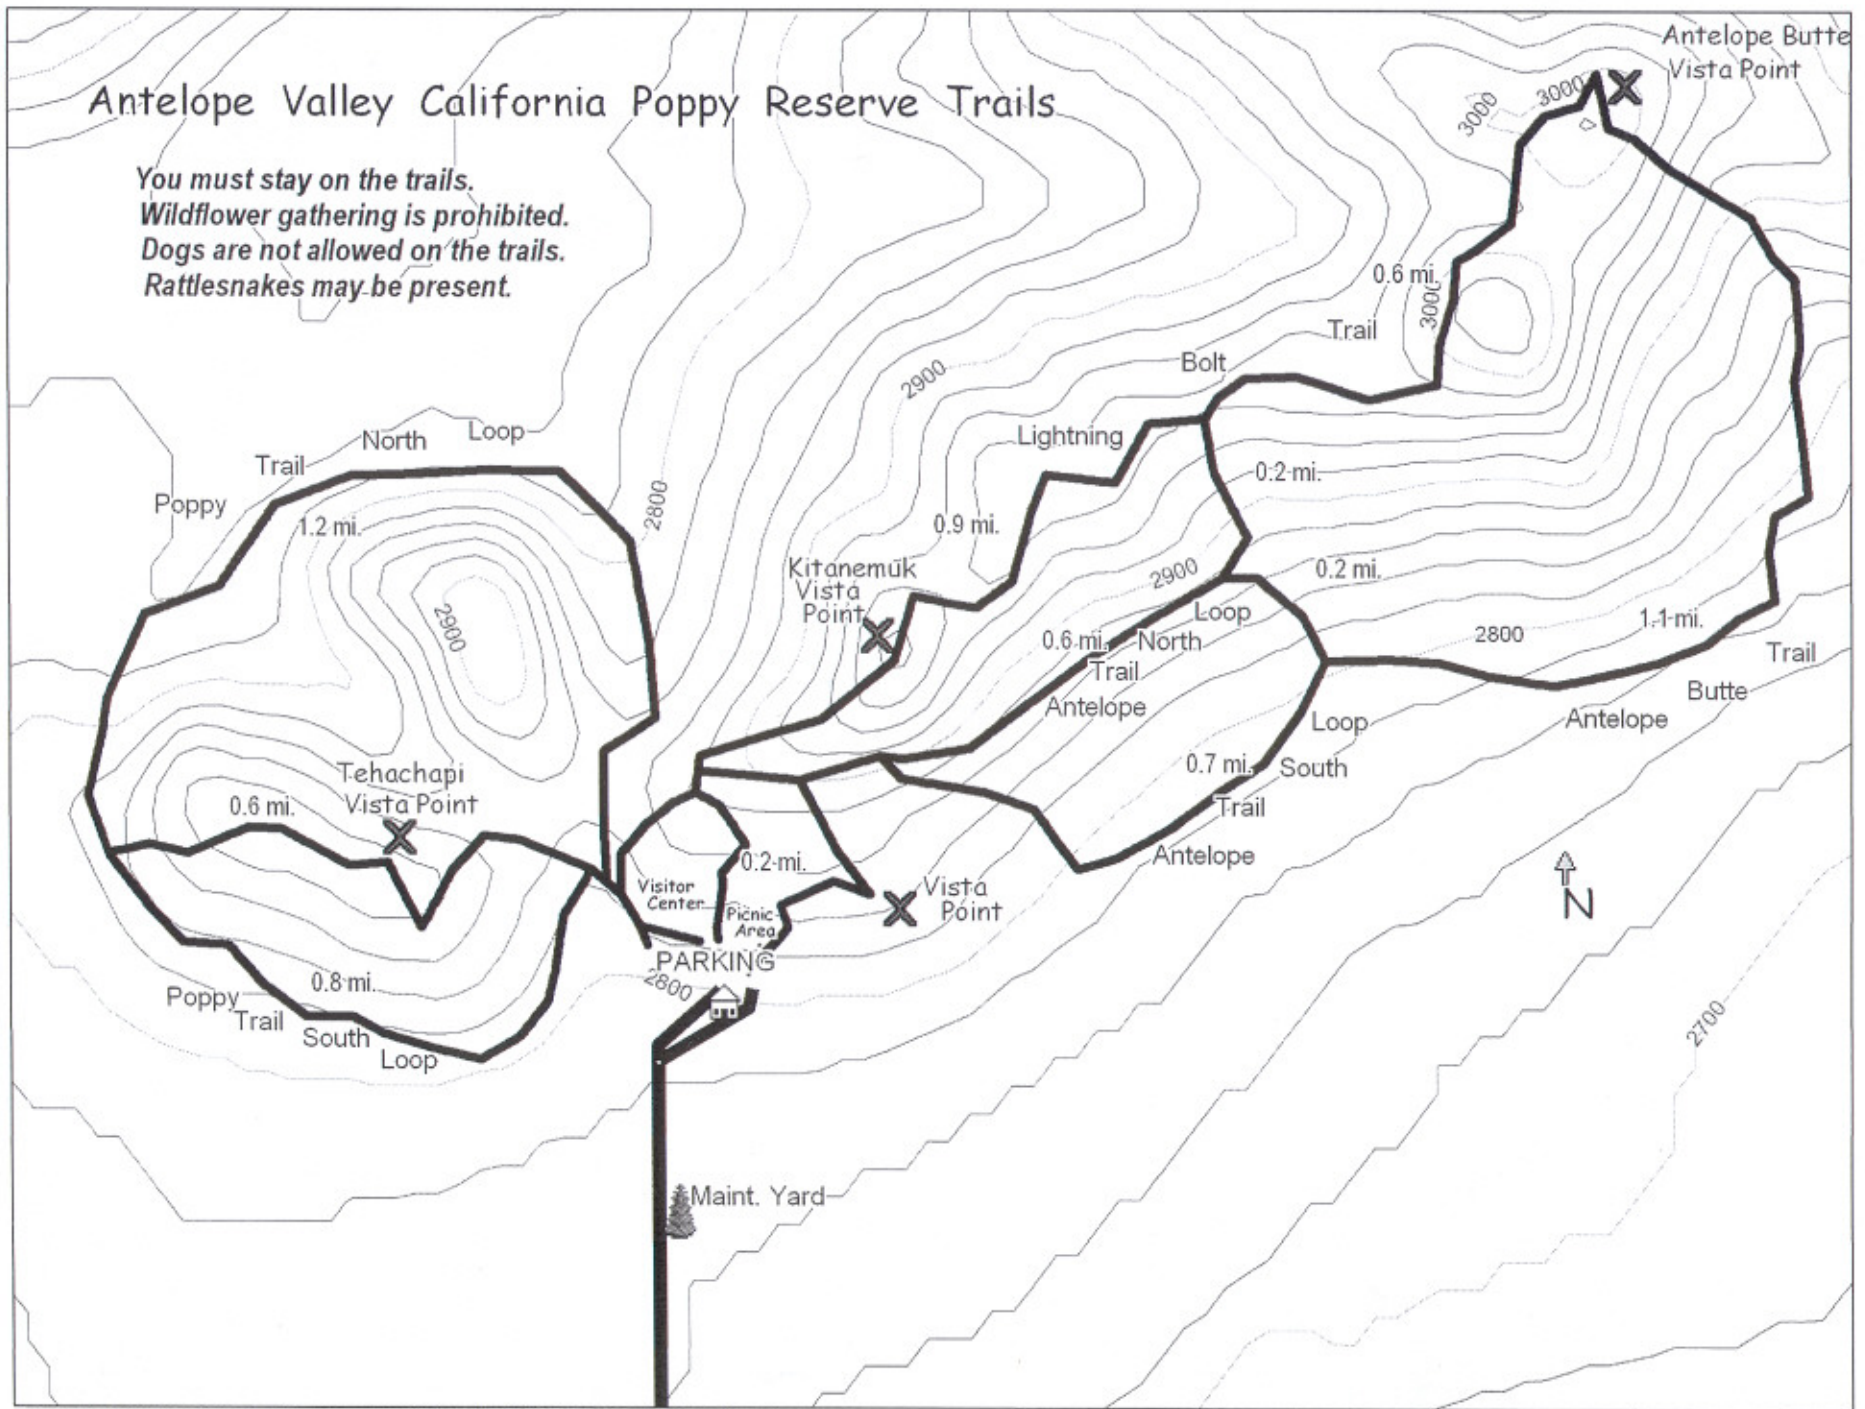 Antelope Butte
Vista Point
Antelope Valley California Poppy Reserve Trails
3000
3000
You must stay on the trails.
Wildflower gathering is prohibited.
Dogs are not allowed on the trails.
Rattlesnakes may be present.
0.6 mi.
3000
Trail
Bolt
2900
Lightning
North Loop
Trail
Poppy
1.2 mi.
2800
0.2 mi.
0.9 mi.
Kitanemuk
Vista
Point
2900
0.2 mi.
2900
Loop
0.6 mi.
North
Trail
Antelope
1.1 mi.
2800
Trail
Butte
Antelope
Loop
South
0.7 mi.
Trail
Antelope
Tehachapi
Vista Point
0.6 mi.
0.2 mi.
Visitor
Center
Picnic
Area
Vista
Point
N
PARKING
2800
0.8 mi.
Poppy
Trail
South
Loop
2700
Maint. Yard